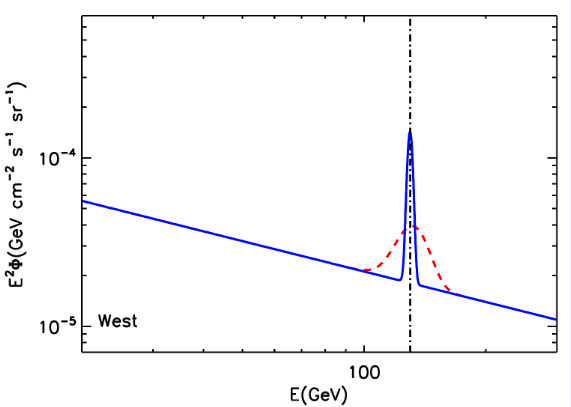 E²Φ(GeV cm⁻² s⁻¹ sr⁻¹)
10⁻⁴
10⁻⁵
West
100
E(GeV)